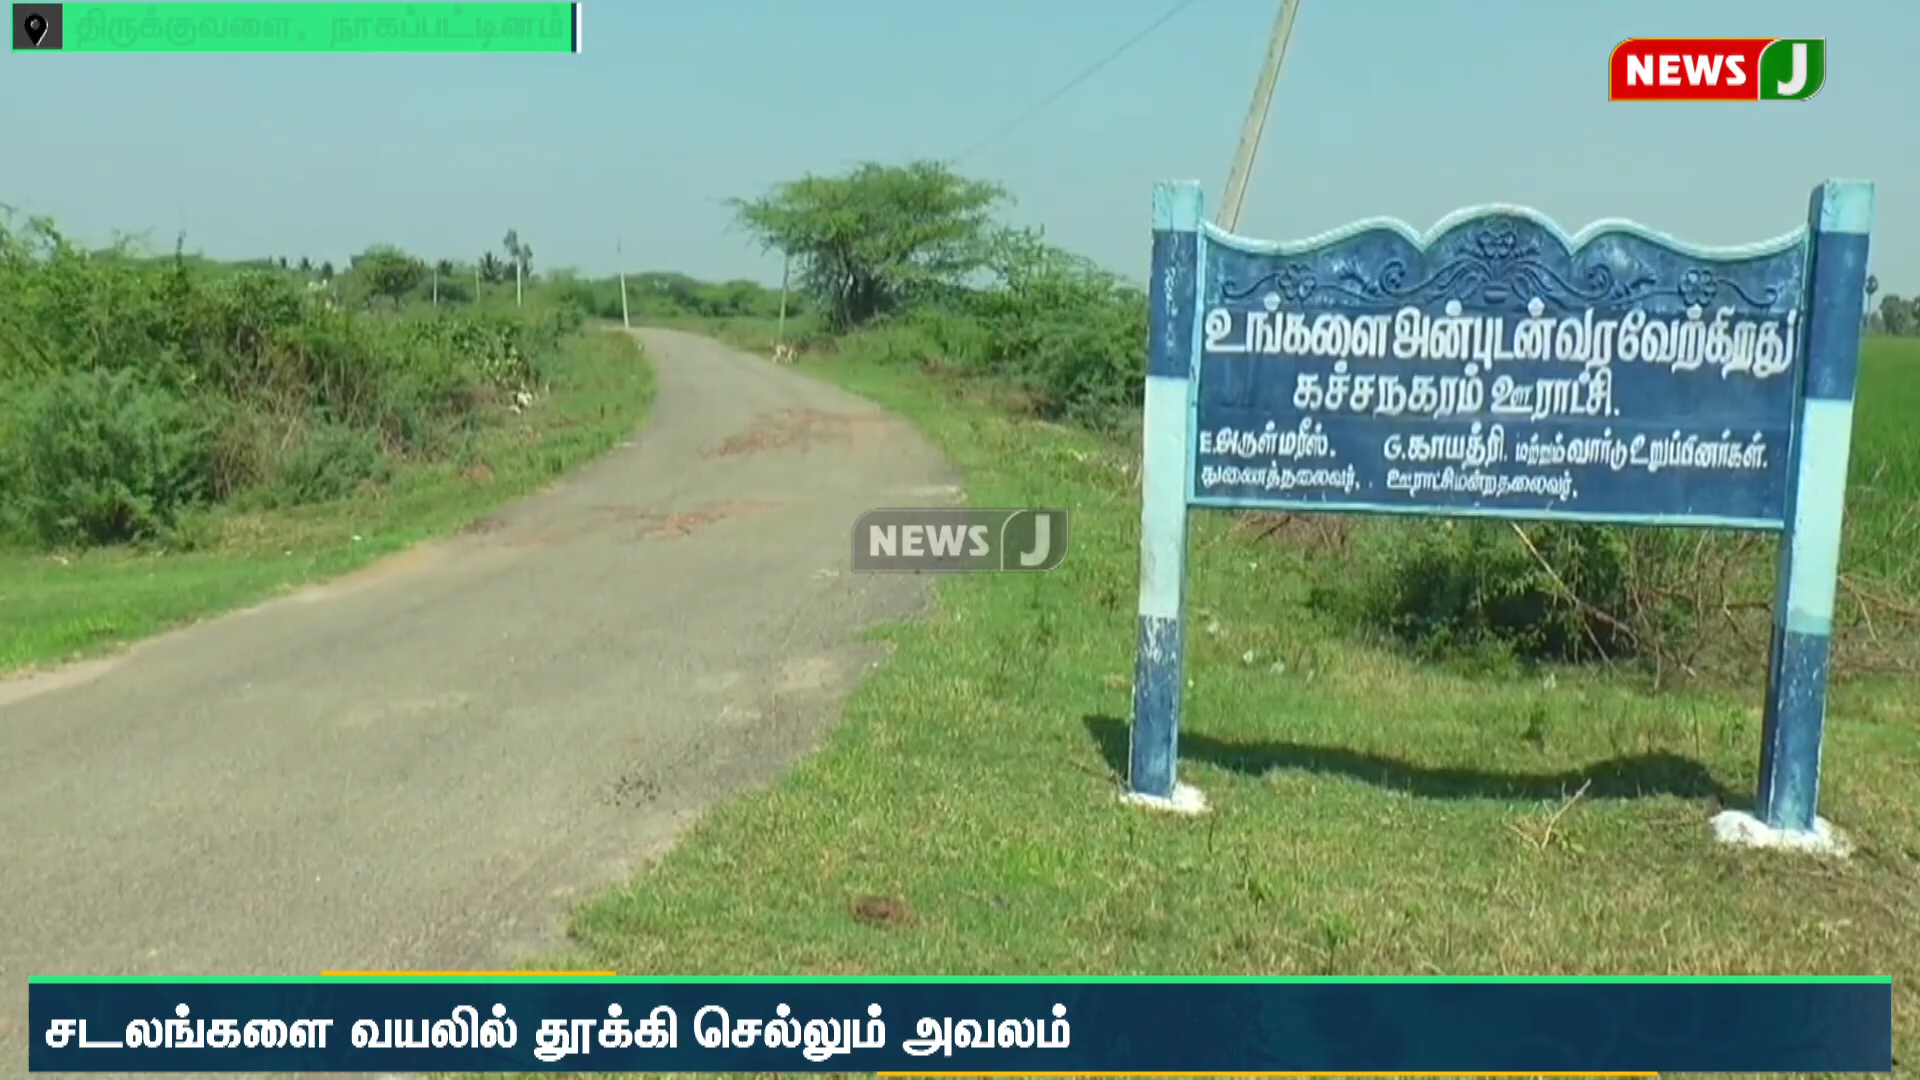 திருக்குவளை, நாகப்பட்டினம்
NEWS J
உங்களை அன்புடன் வரவேற்கிறது
கச்சநகரம் ஊராட்சி.
E.அருள்மரீஸ். G.காயத்ரி. மற்றும் வார்டு உறுப்பினர்கள்.
துணைத்தலைவர். ஊராட்சிமன்றதலைவர்.
NEWS J
சடலங்களை வயலில் தூக்கி செல்லும் அவலம்